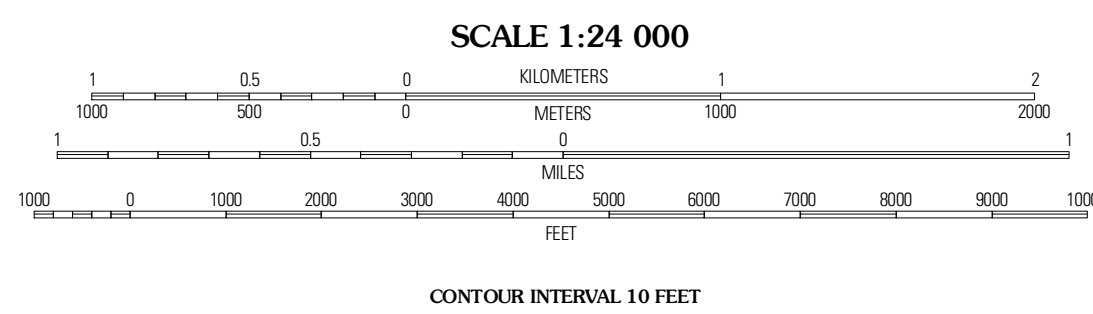 SCALE 1:24 000
KILOMETERS
1 0.5 0 1 2
1000 500 0 METERS 1000 2000
1 0.5 0 1
MILES
1000 0 1000 2000 3000 4000 5000 6000 7000 8000 9000 1000
FEET
CONTOUR INTERVAL 10 FEET